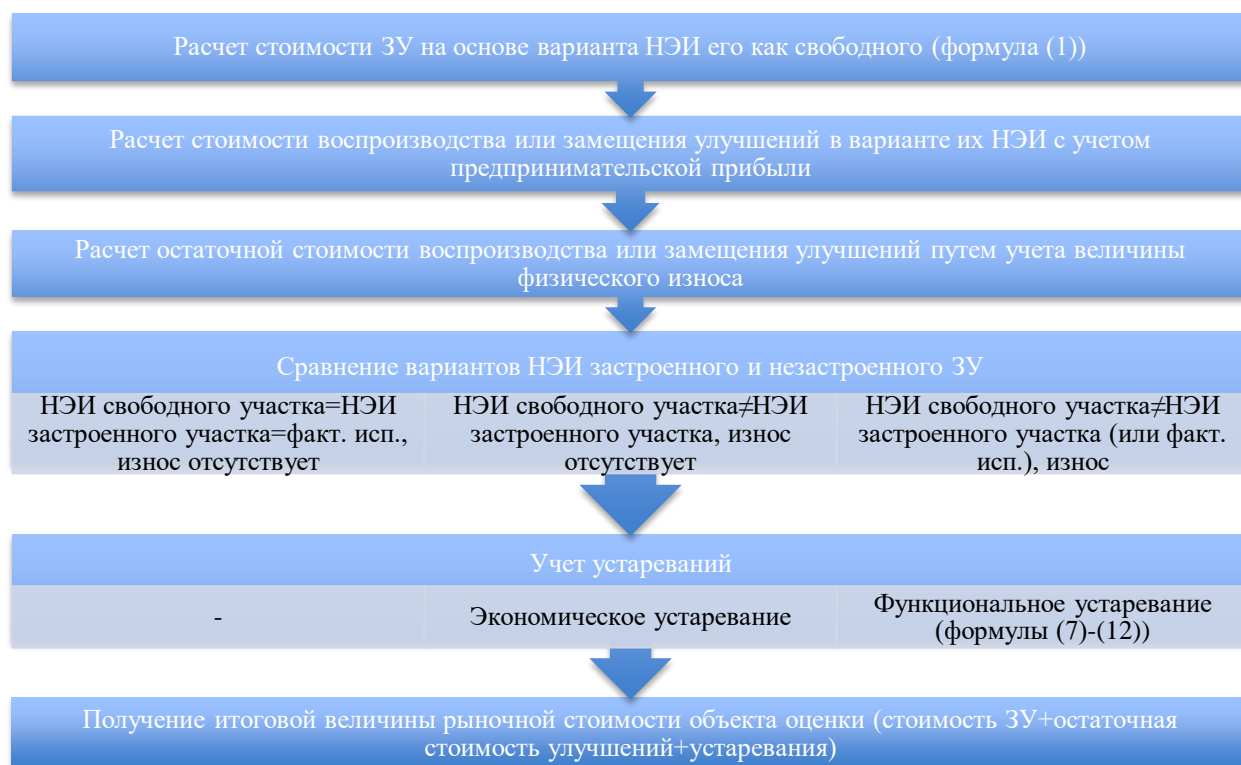 Расчет стоимости ЗУ на основе варианта НЭИ его как свободного (формула (1))
Расчет стоимости воспроизводства или замещения улучшений в варианте их НЭИ с учетом
предпринимательской прибыли
Расчет остаточной стоимости воспроизводства или замещения улучшений путем учета величины
физического износа
Сравнение вариантов НЭИ застроенного и незастроенного ЗУ
НЭИ свободного участка=НЭИ
застроенного участка=факт. исп.,
износ отсутствует
НЭИ свободного участка≠НЭИ
застроенного участка, износ
отсутствует
НЭИ свободного участка≠НЭИ
застроенного участка (или факт.
исп.), износ
Учет устареваний
-
Экономическое устаревание
Функциональное устаревание
(формулы (7)-(12))
Получение итоговой величины рыночной стоимости объекта оценки (стоимость ЗУ+остаточная
стоимость улучшений+устаревания)